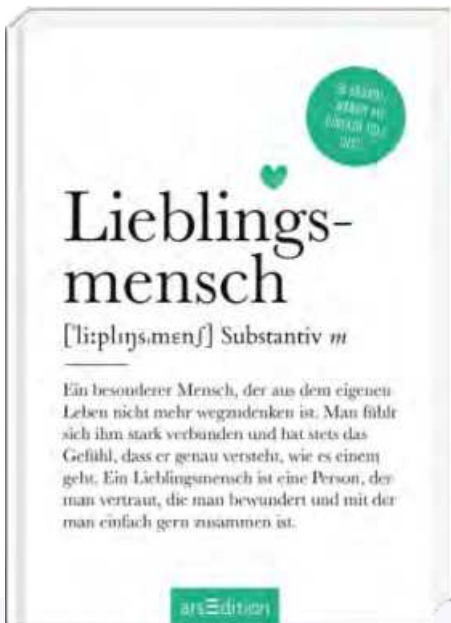 Lieblings-
mensch
['li:plɪŋs,mɛnʃ] Substantiv m
Ein besonderer Mensch, der aus dem eigenen
Leben nicht mehr wegzudenken ist. Man fühlt
sich ihm stark verbunden und hat stets das
Gefühl, dass er genau versteht, wie es einem
geht. Ein Lieblingsmensch ist eine Person, der
man vertraut, die man bewundert und mit der
man einfach gern zusammen ist.
arsEdition